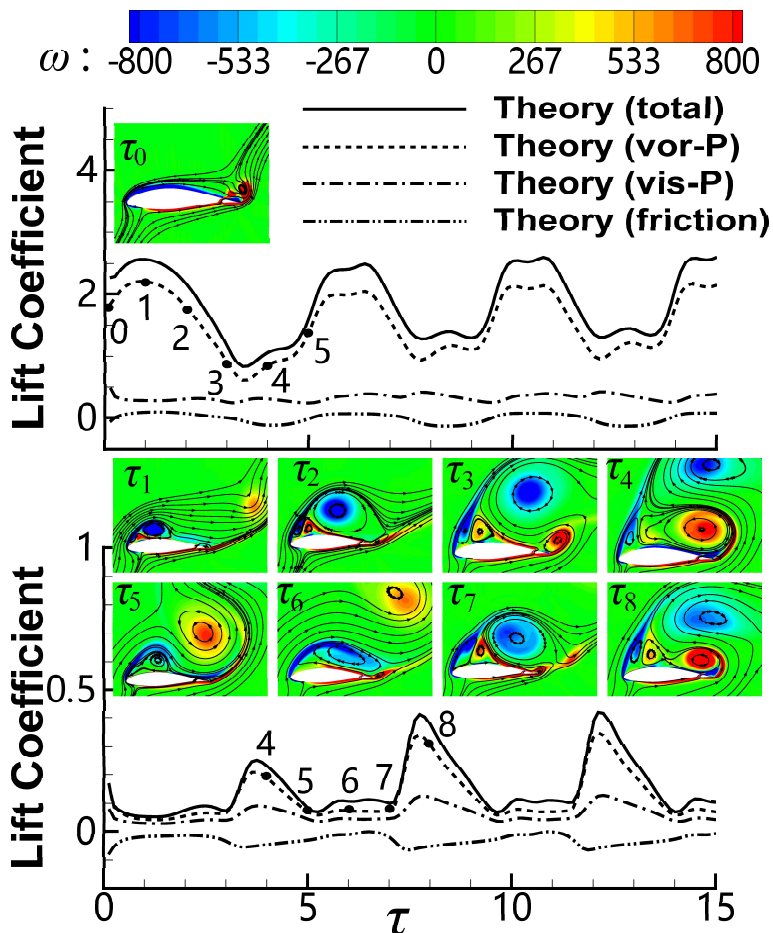 ω : -800 -533 -267 0 267 533 800
Theory (total)
Theory (vor-P)
Theory (vis-P)
Theory (friction)
τ0
Lift Coefficient
4
2
0
0 1 2 3 4 5
τ1 τ2 τ3 τ4
τ5 τ6 τ7 τ8
Lift Coefficient
1
0.5
0
4 5 6 7 8
0 5 10 15
τ